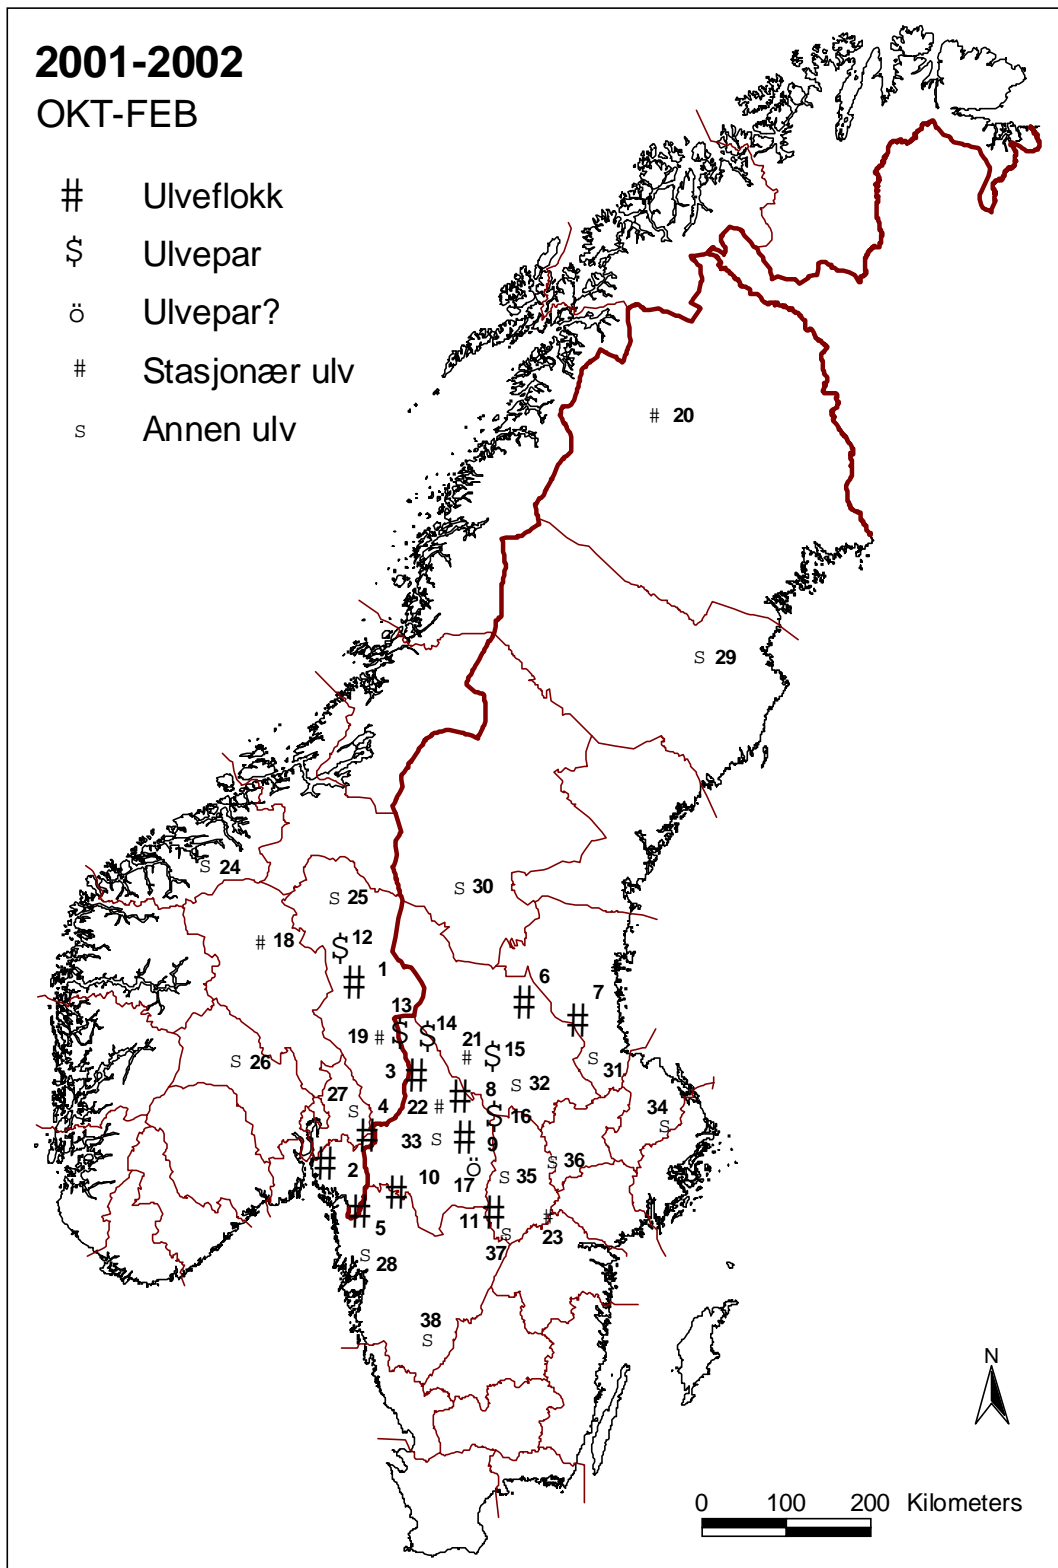 2001-2002
OKT-FEB
# Ulveflokk
$ Ulvepar
ö Ulvepar?
# Stasjonær ulv
s Annen ulv
# 20
s 29
s 24
s 30
s 25
# 18
$ 12
# 1
# 6
# 7
13 $
$ 14
19 #
21 #
$ 15
s 31
s 26
3 #
s 32
# 8
27 s
22 #
$ 16
34 s
# 4
33 s
# 9
# 2
s 36
ö 17
# 10
s 35
# 5
11 #
# 23
37 s
s 28
38 s
N
0 100 200 Kilometers